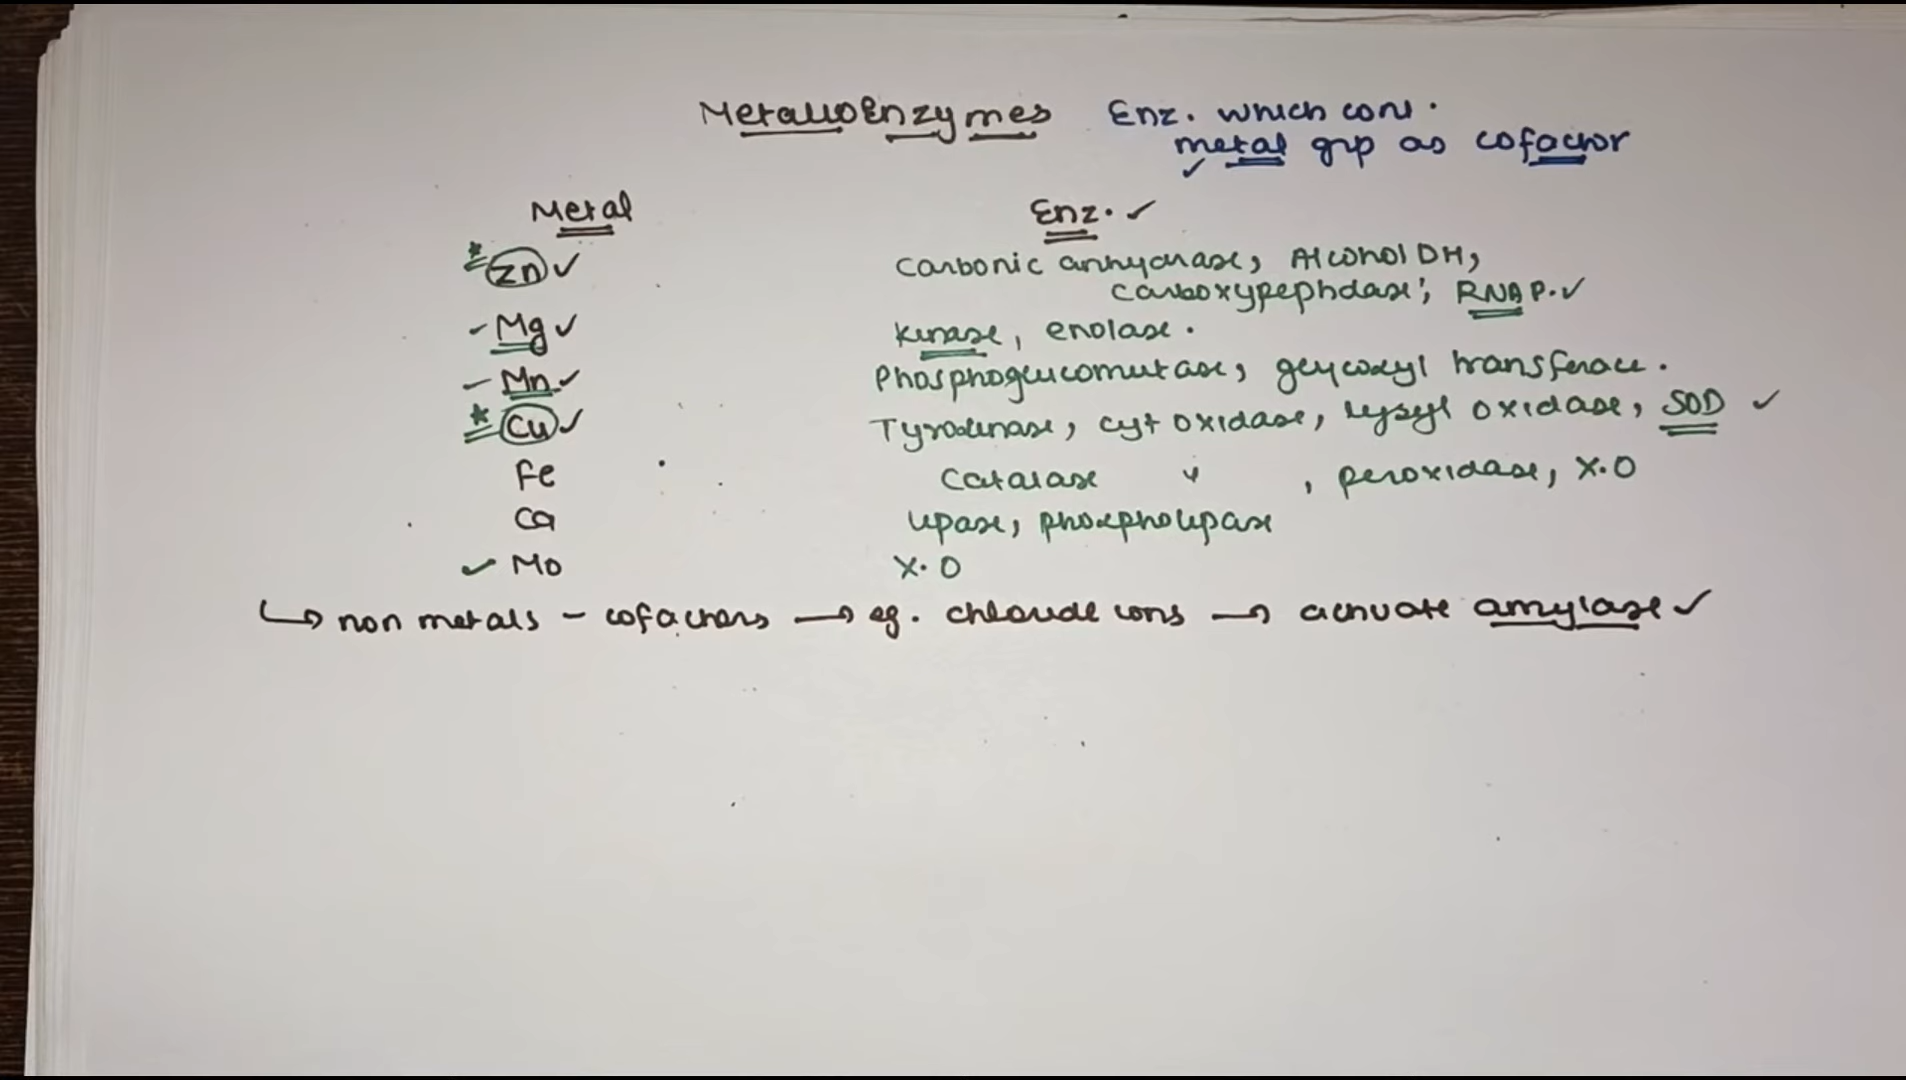 MetalloEnzymes Enz. which cont.
metal grp as cofactor
Metal Enz.
Zn Carbonic anhydrase, Alcohol DH,
carboxypeptidase, RNA P.
Mg kinase, enolase.
Mn Phosphoglucomutase, glycosyl transferase.
Cu Tyrosinase, cyt oxidase, lysyl oxidase, SOD
Fe Catalase , peroxidase, X.O
Ca lipase, phospholipase
Mo X.O
↳ non metals - cofactors → eg. chloride ions → activate amylase